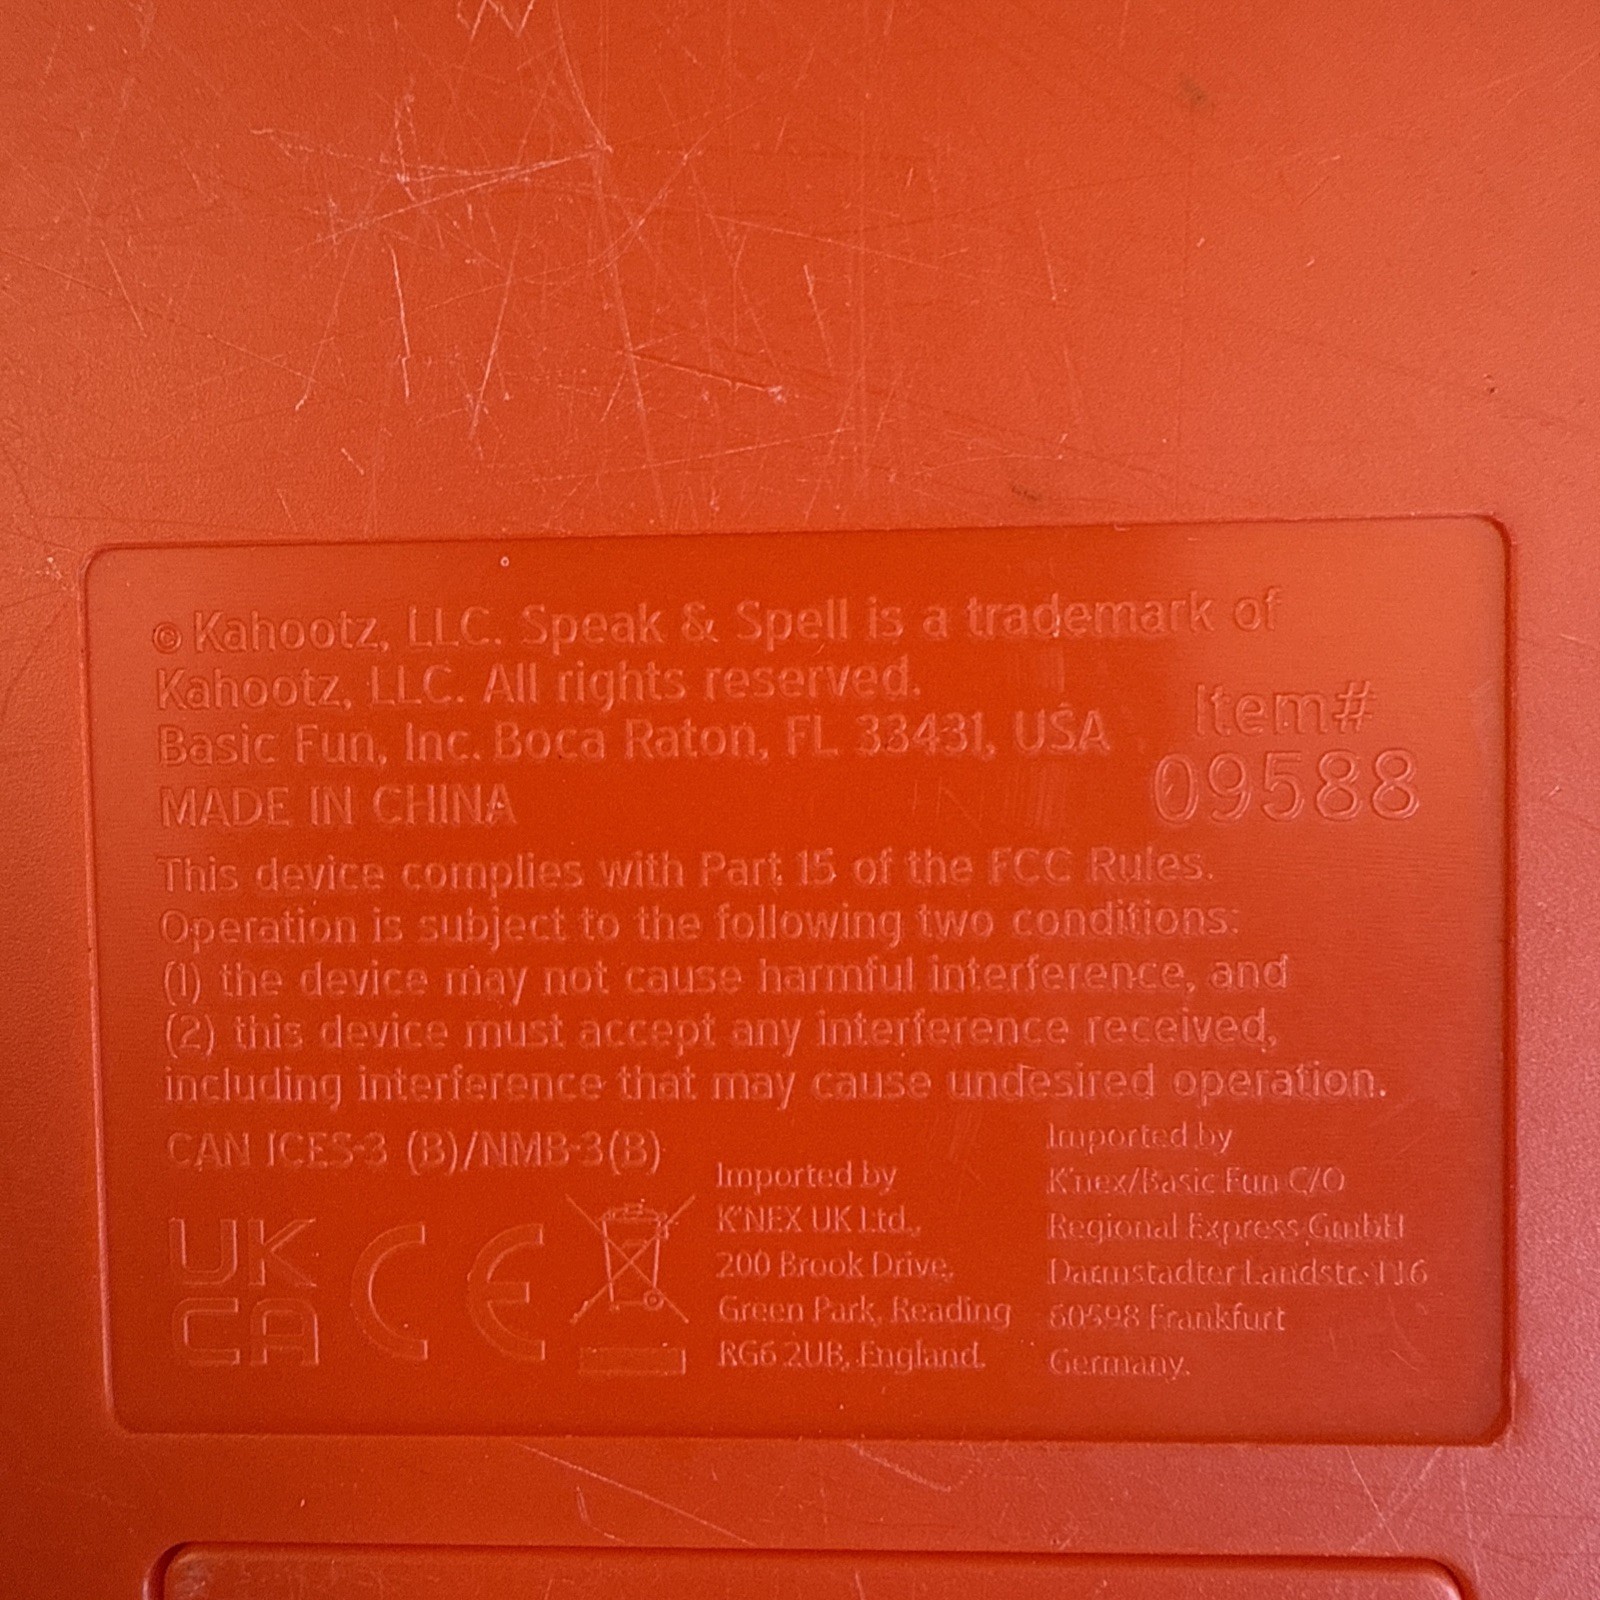 © Kahootz, LLC. Speak & Spell is a trademark of
Kahootz, LLC. All rights reserved.
Basic Fun, Inc. Boca Raton, FL 33431, USA
MADE IN CHINA
Item#
09588
This device complies with Part 15 of the FCC Rules.
Operation is subject to the following two conditions:
(1) the device may not cause harmful interference, and
(2) this device must accept any interference received,
including interference that may cause undesired operation.
CAN ICES-3 (B)/NMB-3(B)
UK
CA
CE
Imported by
K'NEX UK Ltd.,
200 Brook Drive,
Green Park, Reading
RG6 2UB, England.
Imported by
K'nex/Basic Fun C/O
Regional Express GmbH
Darmstadter Landstr. 116
60598 Frankfurt
Germany.